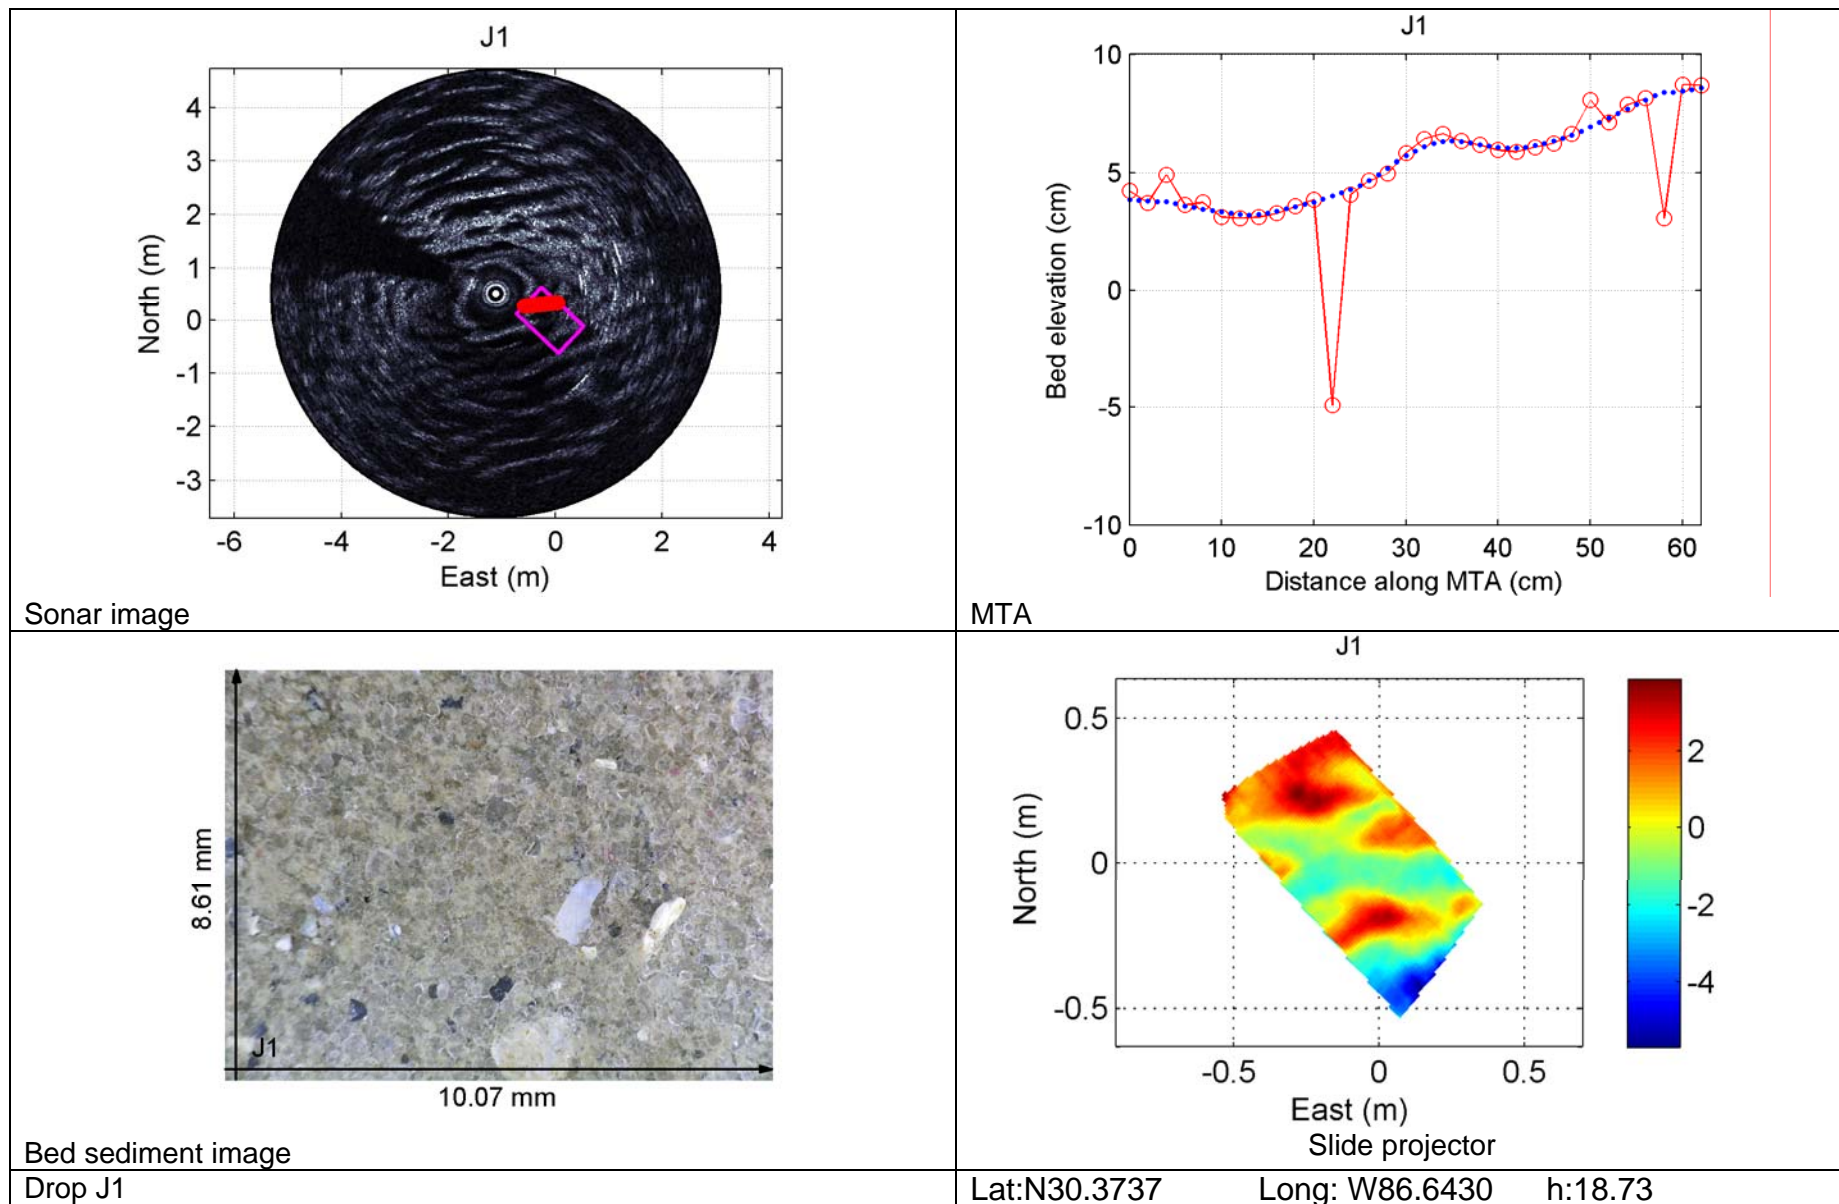 J1
4
3
2
1
0
-1
-2
-3
North (m)
-6 -4 -2 0 2 4
East (m)
Sonar image
J1
10
5
0
-5
-10
Bed elevation (cm)
0 10 20 30 40 50 60
Distance along MTA (cm)
MTA
8.61 mm
J1
10.07 mm
Bed sediment image
J1
0.5
0
-0.5
North (m)
-0.5 0 0.5
East (m)
2
0
-2
-4
Slide projector
Drop J1
Lat:N30.3737 Long: W86.6430 h:18.73